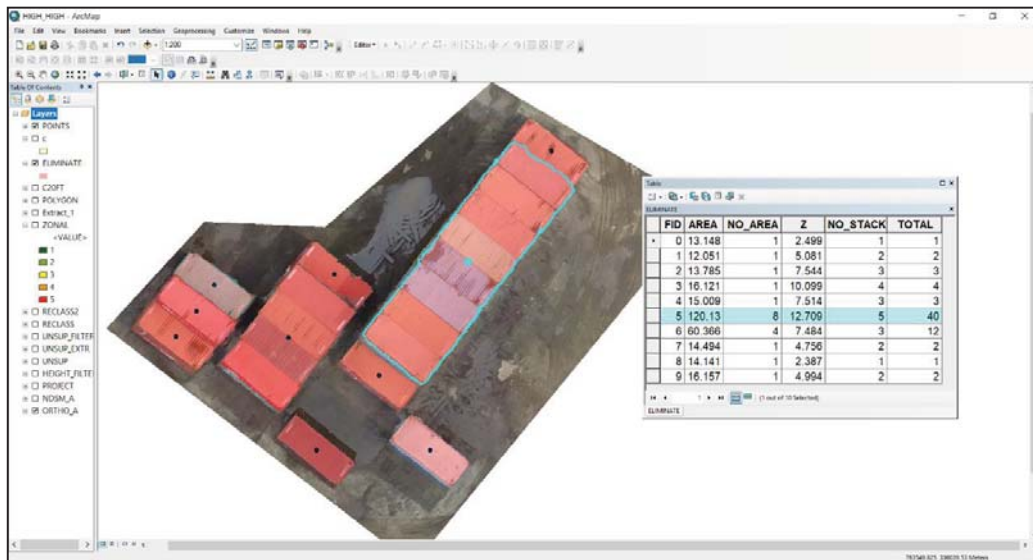 HIGH_HIGH - ArcMap
File Edit View Bookmarks Insert Selection Geoprocessing Customize Windows Help
1:200
Editor
Table Of Contents
Layers
POINTS
c
ELIMINATE
C20FT
POLYGON
Extract_1
ZONAL
<VALUE>
1
2
3
4
5
RECLASS2
RECLASS
UNSUP_FILTER
UNSUP_EXTR
UNSUP
HEIGHT_FILTE
PROJECT
NDSM_A
ORTHO_A
Table
ELIMINATE
FID AREA NO_AREA Z NO_STACK TOTAL
0 13.148 1 2.499 1 1
1 12.051 1 5.081 2 2
2 13.785 1 7.544 3 3
3 16.121 1 10.099 4 4
4 15.009 1 7.514 3 3
5 120.13 8 12.709 5 40
6 60.366 4 7.484 3 12
7 14.494 1 4.756 2 2
8 14.141 1 2.387 1 1
9 16.157 1 4.994 2 2
1
(1 out of 10 Selected)
ELIMINATE